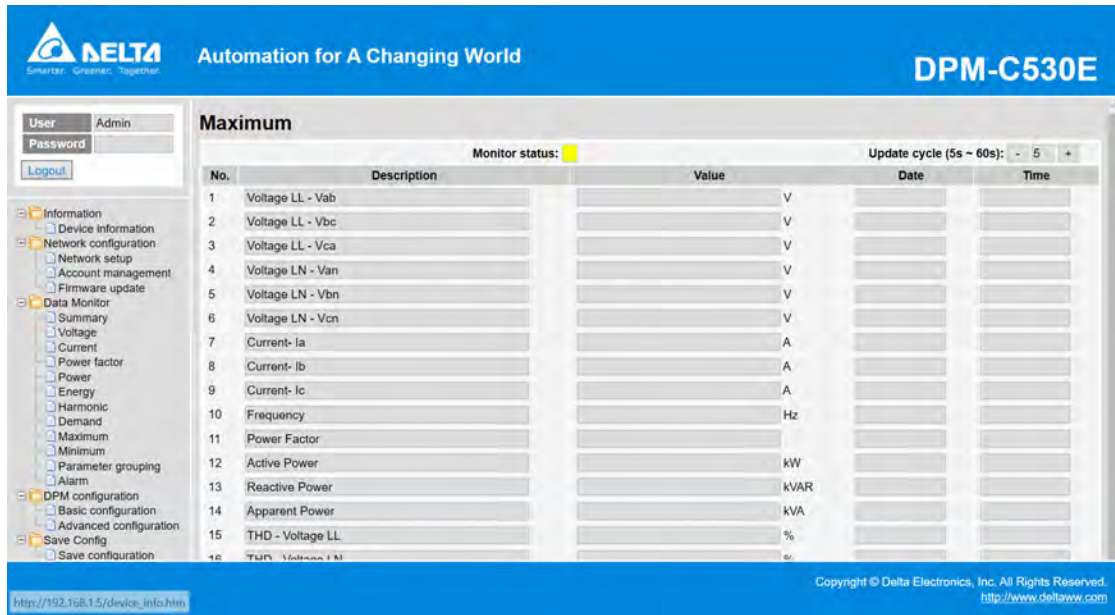 DELTA
Smarter. Greener. Together.
Automation for A Changing World
DPM-C530E
User Admin
Password
Logout
Information
Device information
Network configuration
Network setup
Account management
Firmware update
Data Monitor
Summary
Voltage
Current
Power factor
Power
Energy
Harmonic
Demand
Maximum
Minimum
Parameter grouping
Alarm
DPM configuration
Basic configuration
Advanced configuration
Save Config
Save configuration
Maximum
Monitor status: Update cycle (5s ~ 60s): - 5 +
No. Description Value Date Time
1 Voltage LL - Vab V
2 Voltage LL - Vbc V
3 Voltage LL - Vca V
4 Voltage LN - Van V
5 Voltage LN - Vbn V
6 Voltage LN - Vcn V
7 Current- Ia A
8 Current- Ib A
9 Current- Ic A
10 Frequency Hz
11 Power Factor
12 Active Power kW
13 Reactive Power kVAR
14 Apparent Power kVA
15 THD - Voltage LL %
16 THD - Voltage LN %
Copyright © Delta Electronics, Inc. All Rights Reserved.
http://www.deltaww.com
http://192.168.1.5/device_info.htm